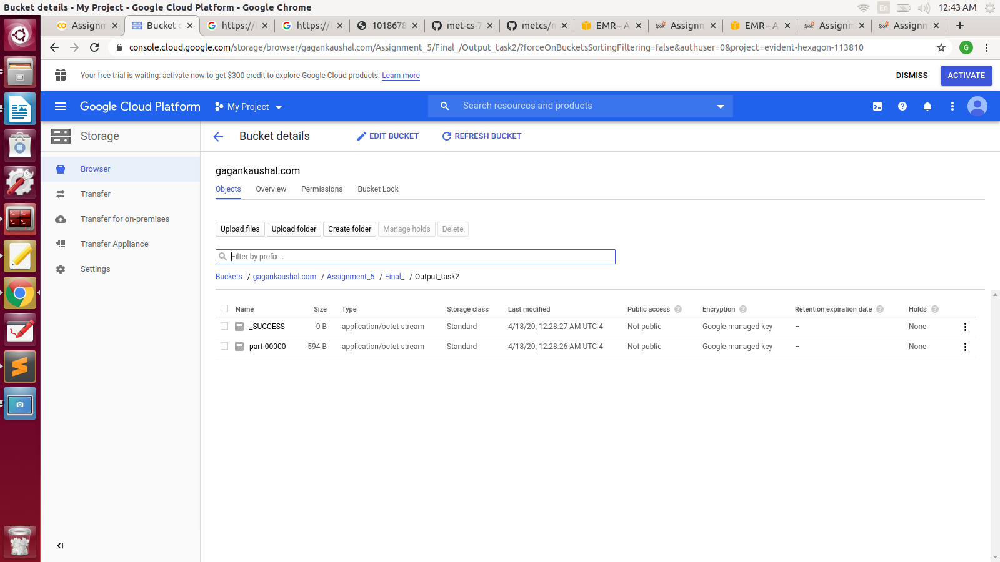 Bucket details - My Project - Google Cloud Platform - Google Chrome
En
12:43 AM
Assignm
Bucket d
https://l
https://l
1018678
met-cs-7
metcs/m
EMR – A
Assignm
EMR – A
Assignm
Assignm
console.cloud.google.com/storage/browser/gagankaushal.com/Assignment_5/Final_/Output_task2/?forceOnBucketsSortingFiltering=false&authuser=0&project=evident-hexagon-113810
G
Your free trial is waiting: activate now to get $300 credit to explore Google Cloud products. Learn more
DISMISS
ACTIVATE
Google Cloud Platform
My Project
Search resources and products
Storage
Bucket details
EDIT BUCKET
REFRESH BUCKET
Browser
Transfer
Transfer for on-premises
Transfer Appliance
Settings
gagankaushal.com
Objects Overview Permissions Bucket Lock
Upload files Upload folder Create folder Manage holds Delete
Filter by prefix...
Buckets / gagankaushal.com / Assignment_5 / Final_ / Output_task2
Name Size Type Storage class Last modified Public access Encryption Retention expiration date Holds
_SUCCESS 0 B application/octet-stream Standard 4/18/20, 12:28:27 AM UTC-4 Not public Google-managed key – None
part-00000 594 B application/octet-stream Standard 4/18/20, 12:28:26 AM UTC-4 Not public Google-managed key – None